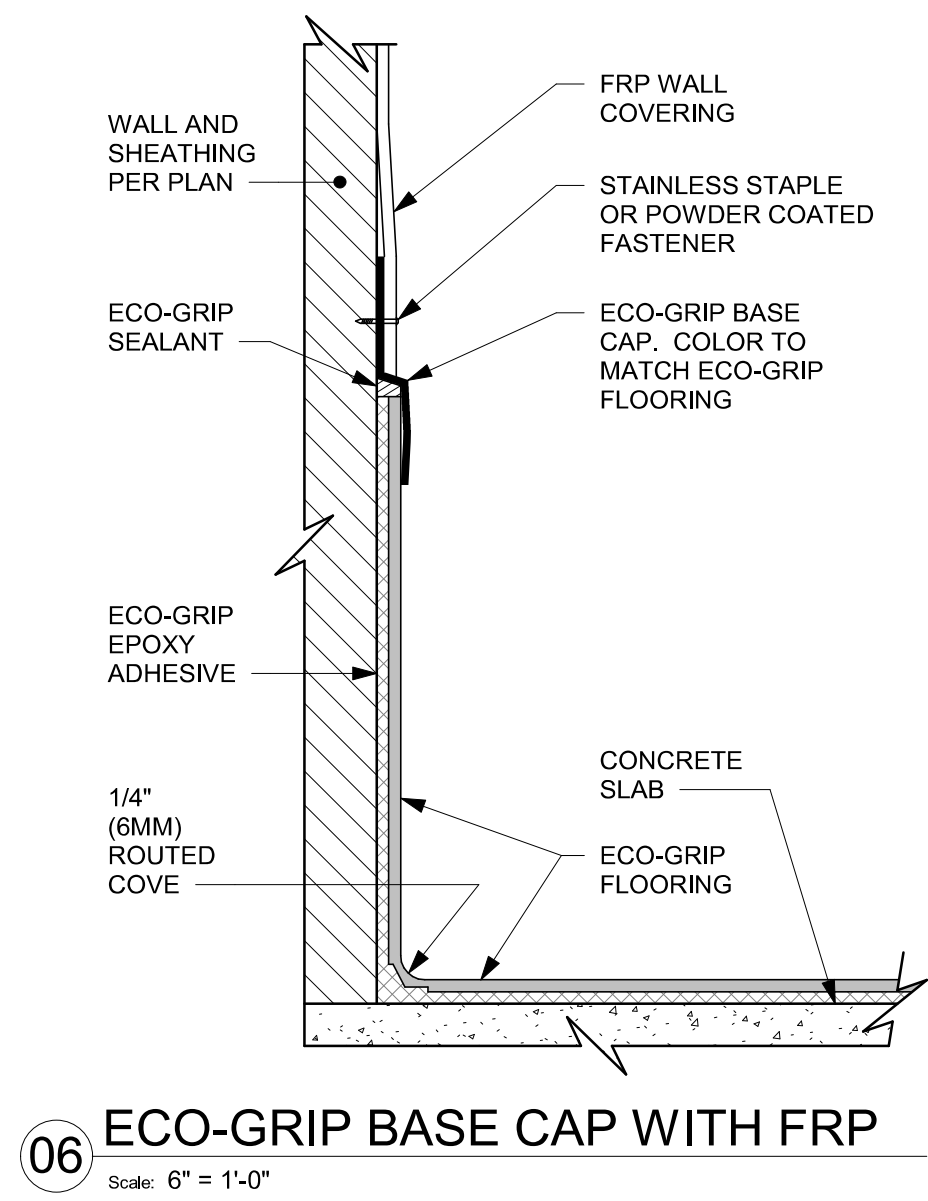 WALL AND
SHEATHING
PER PLAN
ECO-GRIP
SEALANT
ECO-GRIP
EPOXY
ADHESIVE
1/4"
(6MM)
ROUTED
COVE
FRP WALL
COVERING
STAINLESS STAPLE
OR POWDER COATED
FASTENER
ECO-GRIP BASE
CAP. COLOR TO
MATCH ECO-GRIP
FLOORING
CONCRETE
SLAB
ECO-GRIP
FLOORING
06 ECO-GRIP BASE CAP WITH FRP
Scale: 6" = 1'-0"